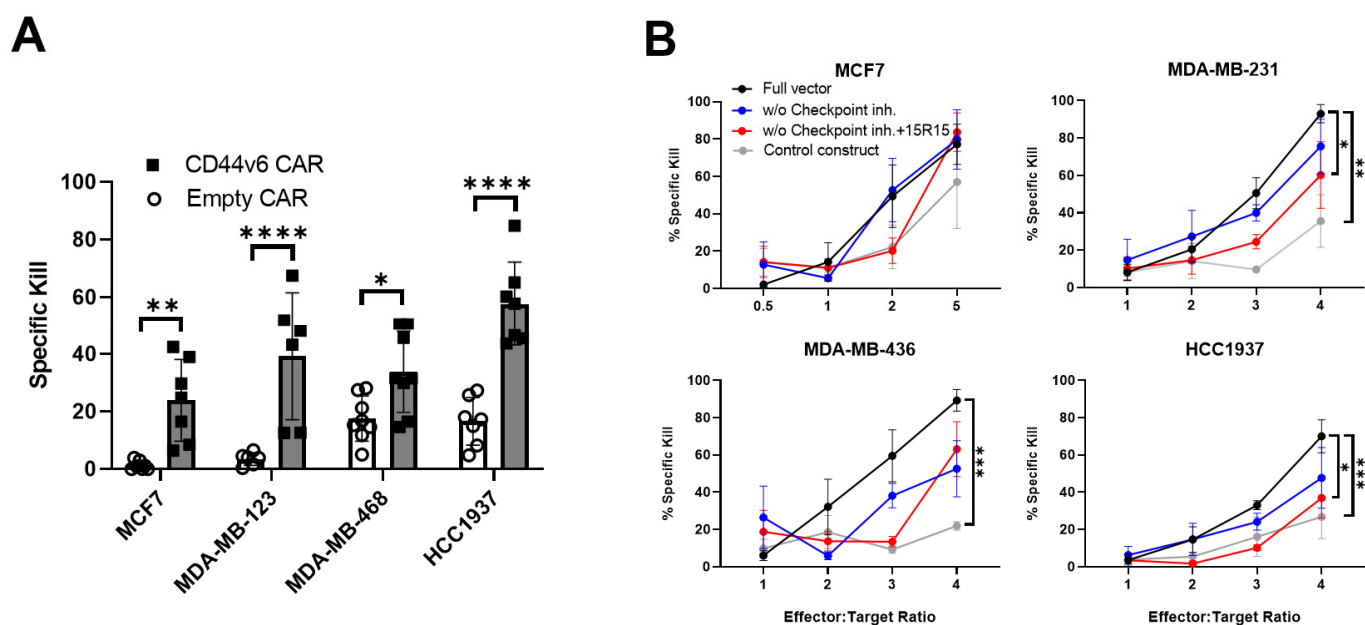 A
CD44v6 CAR
Empty CAR
Specific Kill
100
80
60
40
20
0
**
****
*
****
MCF7
MDA-MB-123
MDA-MB-468
HCC1937
B
MCF7
Full vector
w/o Checkpoint inh.
w/o Checkpoint inh.+15R15
Control construct
% Specific Kill
100
80
60
40
20
0
0.5
1
2
5
MDA-MB-231
% Specific Kill
100
80
60
40
20
0
1
2
3
4
*
**
MDA-MB-436
% Specific Kill
100
80
60
40
20
0
1
2
3
4
***
Effector:Target Ratio
HCC1937
% Specific Kill
100
80
60
40
20
0
1
2
3
4
*
***
Effector:Target Ratio